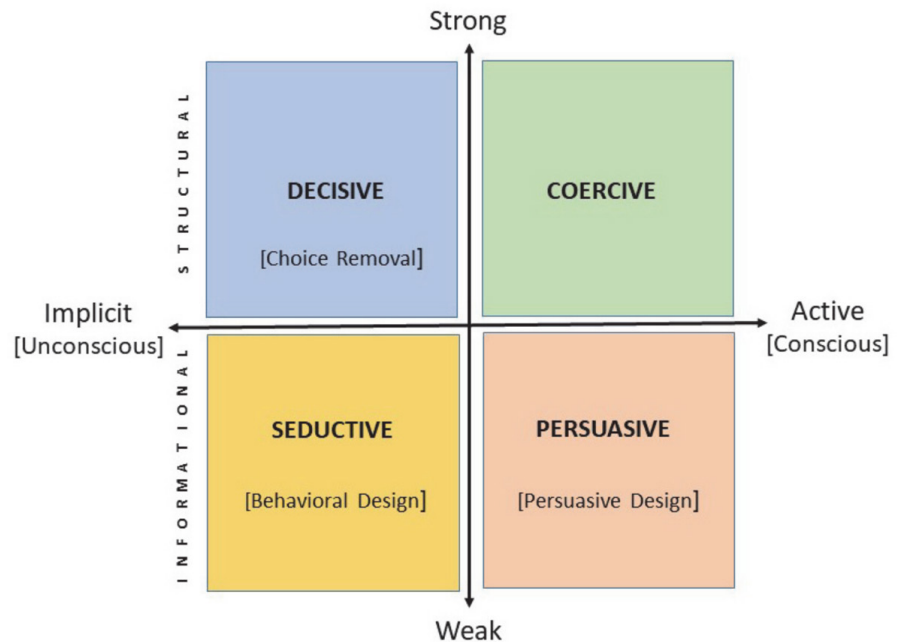 Strong
STRUCTURAL
DECISIVE
[Choice Removal]
COERCIVE
Implicit
[Unconscious]
Active
[Conscious]
INFORMATIONAL
SEDUCTIVE
[Behavioral Design]
PERSUASIVE
[Persuasive Design]
Weak